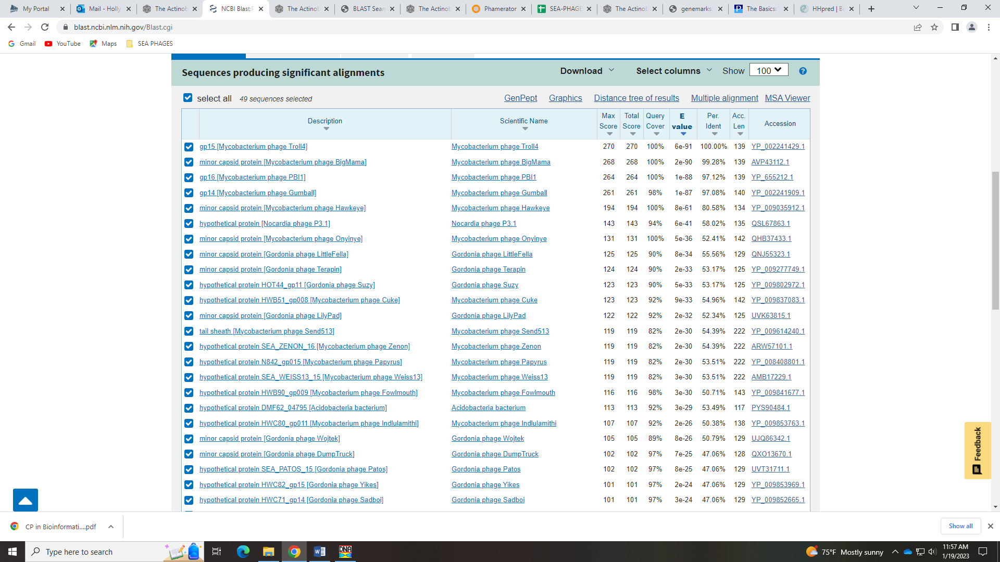 My Portal
Mail - Holly
The Actinob
NCBI Blast:F
The Actinob
BLAST Sear
The Actinob
Phamerator
SEA-PHAGE
The Actinob
genemarks.
The Basics:
HHpred | Bi
blast.ncbi.nlm.nih.gov/Blast.cgi
Gmail YouTube Maps SEA PHAGES
Sequences producing significant alignments Download Select columns Show 100 ?
select all 49 sequences selected GenPept Graphics Distance tree of results Multiple alignment MSA Viewer
Description Scientific Name Max Score Total Score Query Cover E value Per. Ident Acc. Len Accession
gp15 [Mycobacterium phage Troll4] Mycobacterium phage Troll4 270 270 100% 6e-91 100.00% 139 YP_002241429.1
minor capsid protein [Mycobacterium phage BigMama] Mycobacterium phage BigMama 268 268 100% 2e-90 99.28% 139 AVP43112.1
gp16 [Mycobacterium phage PBI1] Mycobacterium phage PBI1 264 264 100% 1e-88 97.12% 139 YP_655212.1
gp14 [Mycobacterium phage Gumball] Mycobacterium phage Gumball 261 261 98% 1e-87 97.08% 140 YP_002241909.1
minor capsid protein [Mycobacterium phage Hawkeye] Mycobacterium phage Hawkeye 194 194 100% 8e-61 80.58% 134 YP_009035912.1
hypothetical protein [Nocardia phage P3.1] Nocardia phage P3.1 143 143 94% 6e-41 58.02% 135 QSL67863.1
minor capsid protein [Mycobacterium phage Onyinye] Mycobacterium phage Onyinye 131 131 100% 5e-36 52.41% 142 QHB37433.1
minor capsid protein [Gordonia phage LittleFella] Gordonia phage LittleFella 125 125 90% 8e-34 55.56% 129 QNJ55323.1
minor capsid protein [Gordonia phage Terapin] Gordonia phage Terapin 124 124 90% 2e-33 53.17% 125 YP_009277749.1
hypothetical protein HOT44_gp11 [Gordonia phage Suzy] Gordonia phage Suzy 123 123 90% 5e-33 53.17% 125 YP_009802972.1
hypothetical protein HWB51_gp008 [Mycobacterium phage Cuke] Mycobacterium phage Cuke 123 123 92% 9e-33 54.96% 142 YP_009837083.1
minor capsid protein [Gordonia phage LilyPad] Gordonia phage LilyPad 122 122 92% 2e-32 52.34% 125 UVK63815.1
tail sheath [Mycobacterium phage Send513] Mycobacterium phage Send513 119 119 82% 2e-30 54.39% 222 YP_009614240.1
hypothetical protein SEA_ZENON_16 [Mycobacterium phage Zenon] Mycobacterium phage Zenon 119 119 82% 2e-30 54.39% 222 ARW57101.1
hypothetical protein N842_gp015 [Mycobacterium phage Papyrus] Mycobacterium phage Papyrus 119 119 82% 2e-30 53.51% 222 YP_008408801.1
hypothetical protein SEA_WEISS13_15 [Mycobacterium phage Weiss13] Mycobacterium phage Weiss13 119 119 82% 3e-30 53.51% 222 AMB17229.1
hypothetical protein HWB90_gp009 [Mycobacterium phage Fowlmouth] Mycobacterium phage Fowlmouth 116 116 98% 3e-30 50.71% 143 YP_009841677.1
hypothetical protein DMF62_04795 [Acidobacteria bacterium] Acidobacteria bacterium 113 113 92% 3e-29 53.49% 117 PYS90484.1
hypothetical protein HWC80_gp011 [Mycobacterium phage Indlulamithi] Mycobacterium phage Indlulamithi 107 107 92% 2e-26 50.38% 138 YP_009853763.1
minor capsid protein [Gordonia phage Wojtek] Gordonia phage Wojtek 105 105 89% 8e-26 50.79% 129 UJQ86342.1
minor capsid protein [Gordonia phage DumpTruck] Gordonia phage DumpTruck 102 102 97% 7e-25 47.06% 128 QXO13670.1
hypothetical protein SEA_PATOS_15 [Gordonia phage Patos] Gordonia phage Patos 102 102 97% 8e-25 47.06% 129 UVT31711.1
hypothetical protein HWC82_gp15 [Gordonia phage Yikes] Gordonia phage Yikes 101 101 97% 2e-24 47.06% 129 YP_009853969.1
hypothetical protein HWC71_gp14 [Gordonia phage Sadboi] Gordonia phage Sadboi 101 101 97% 3e-24 47.06% 129 YP_009852665.1
Feedback
CP in Bioinformati....pdf Show all
Type here to search
DNA
75°F Mostly sunny
11:57 AM
1/19/2023